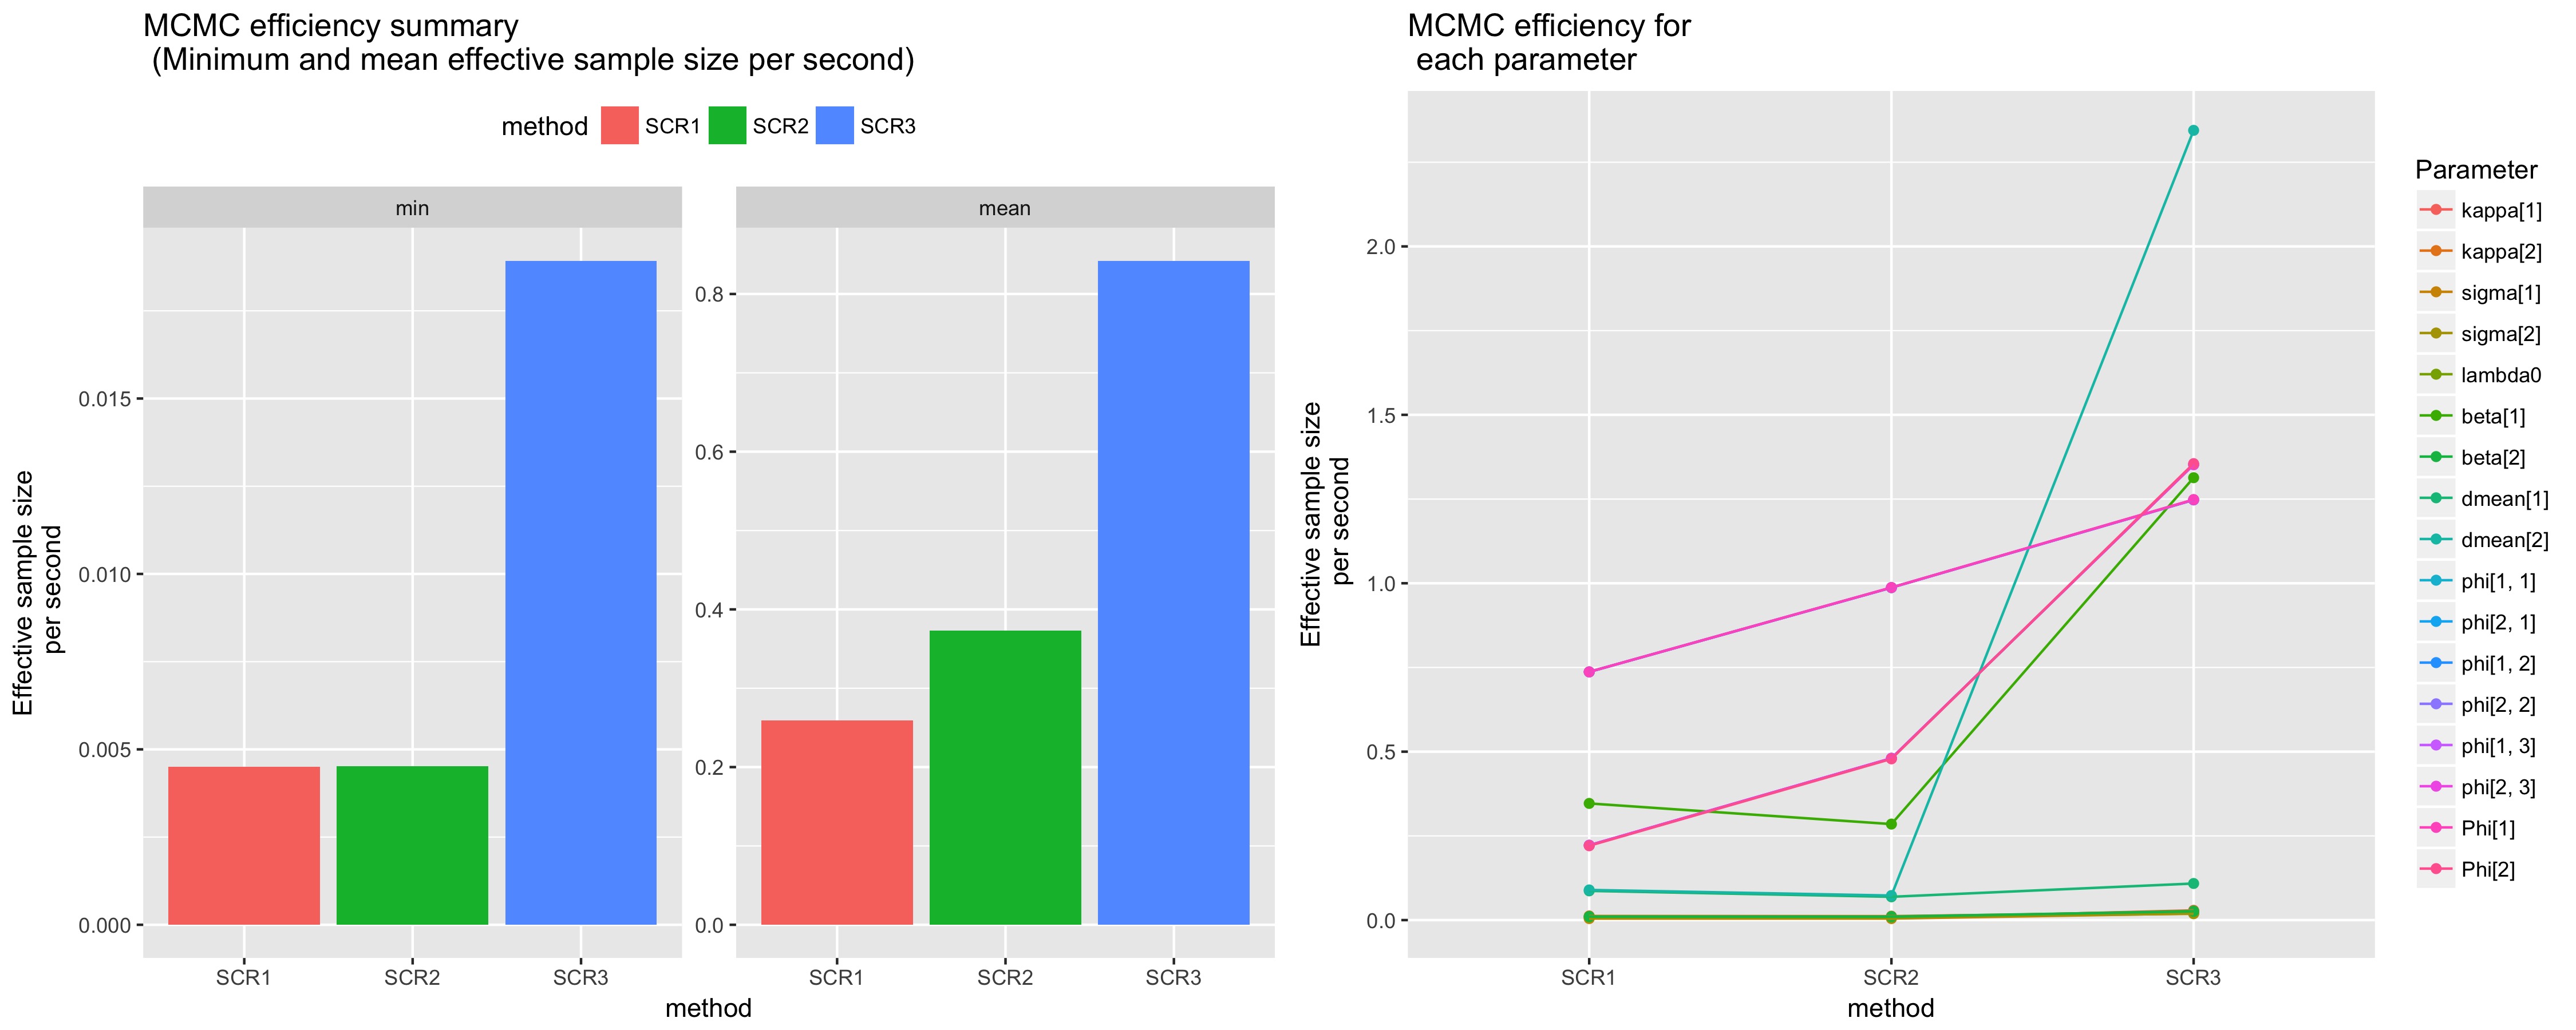 MCMC efficiency summary
(Minimum and mean effective sample size per second)
method SCR1 SCR2 SCR3
min
mean
Effective sample size
per second
0.015
0.010
0.005
0.000
0.8
0.6
0.4
0.2
0.0
SCR1 SCR2 SCR3
SCR1 SCR2 SCR3
method
MCMC efficiency for
each parameter
Effective sample size
per second
2.0
1.5
1.0
0.5
0.0
SCR1 SCR2 SCR3
method
Parameter
kappa[1]
kappa[2]
sigma[1]
sigma[2]
lambda0
beta[1]
beta[2]
dmean[1]
dmean[2]
phi[1, 1]
phi[2, 1]
phi[1, 2]
phi[2, 2]
phi[1, 3]
phi[2, 3]
Phi[1]
Phi[2]